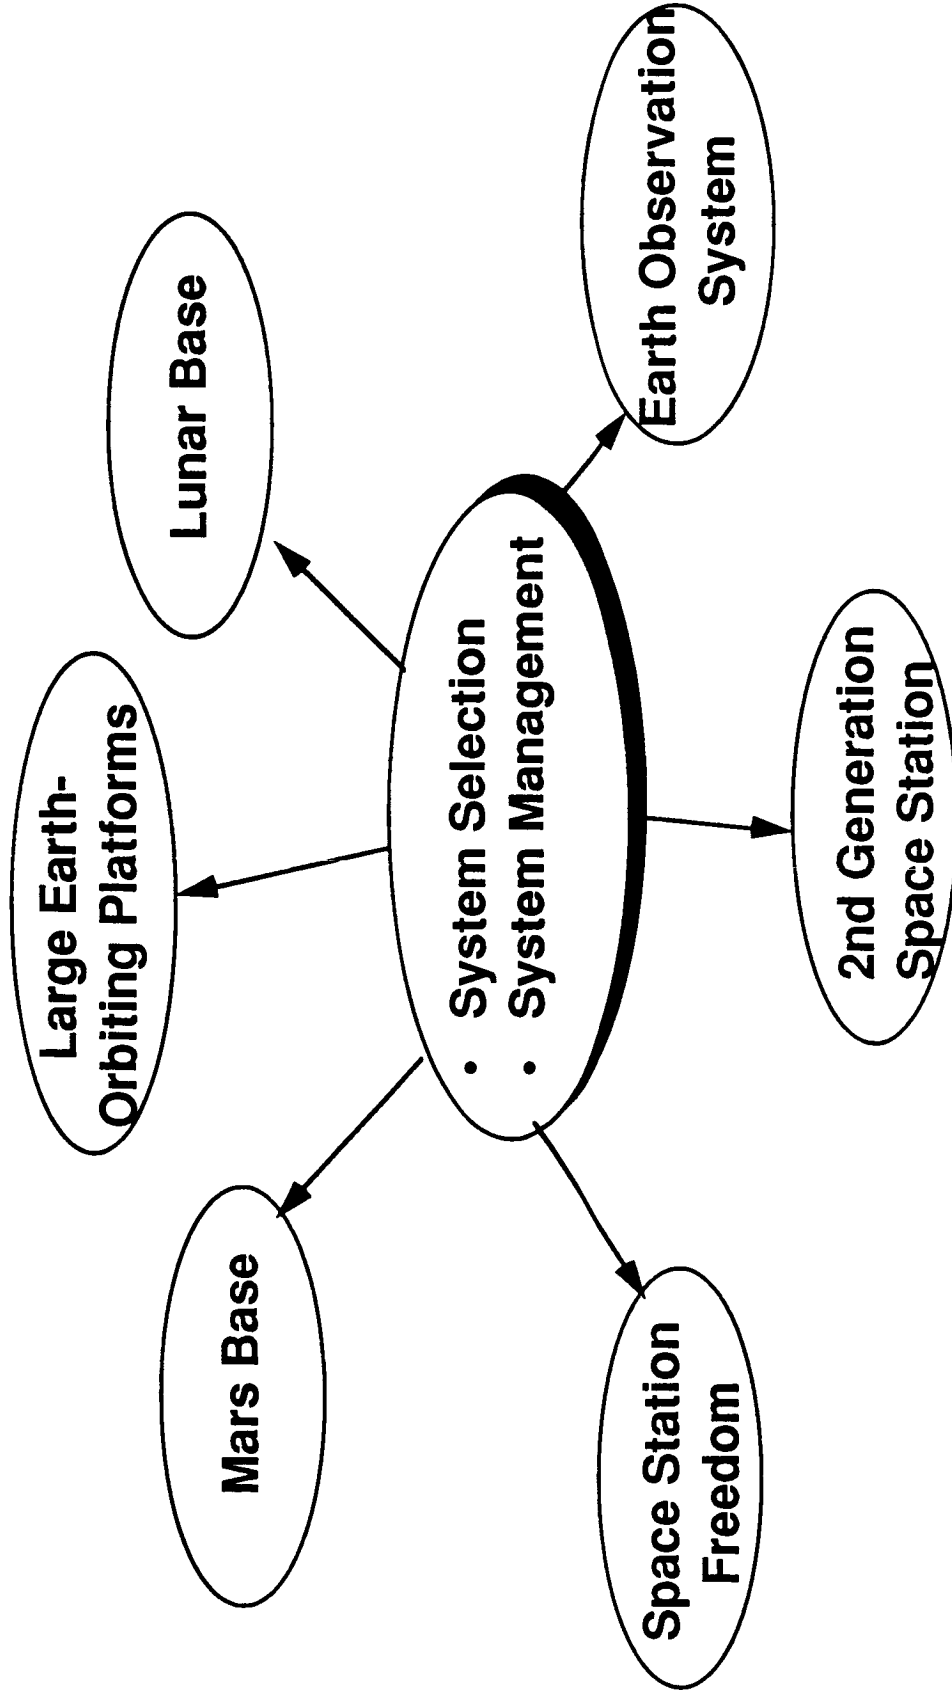 Large Earth-
Orbiting Platforms
Mars Base
Lunar Base
• System Selection
• System Management
Space Station
Freedom
Earth Observation
System
2nd Generation
Space Station